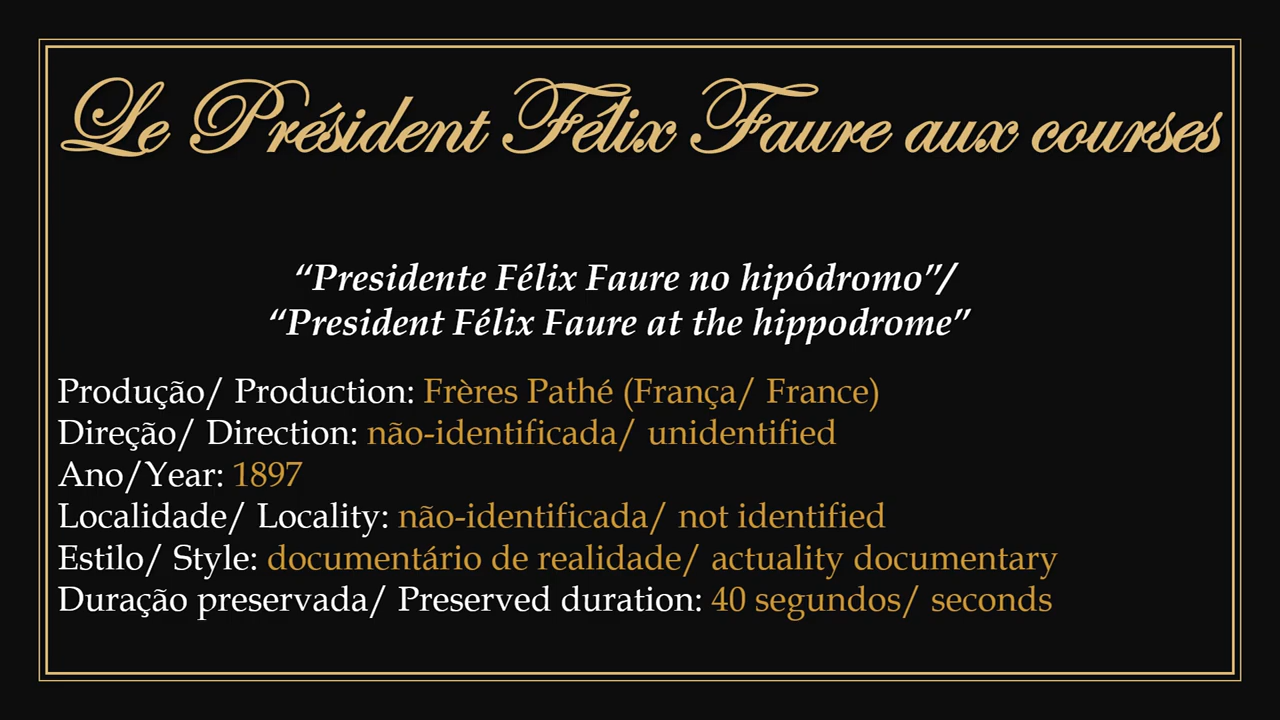 Le Président Félix Faure aux courses
“Presidente Félix Faure no hipódromo”/
“President Félix Faure at the hippodrome”
Produção/ Production: Frères Pathé (França/ France)
Direção/ Direction: não-identificada/ unidentified
Ano/Year: 1897
Localidade/ Locality: não-identificada/ not identified
Estilo/ Style: documentário de realidade/ actuality documentary
Duração preservada/ Preserved duration: 40 segundos/ seconds